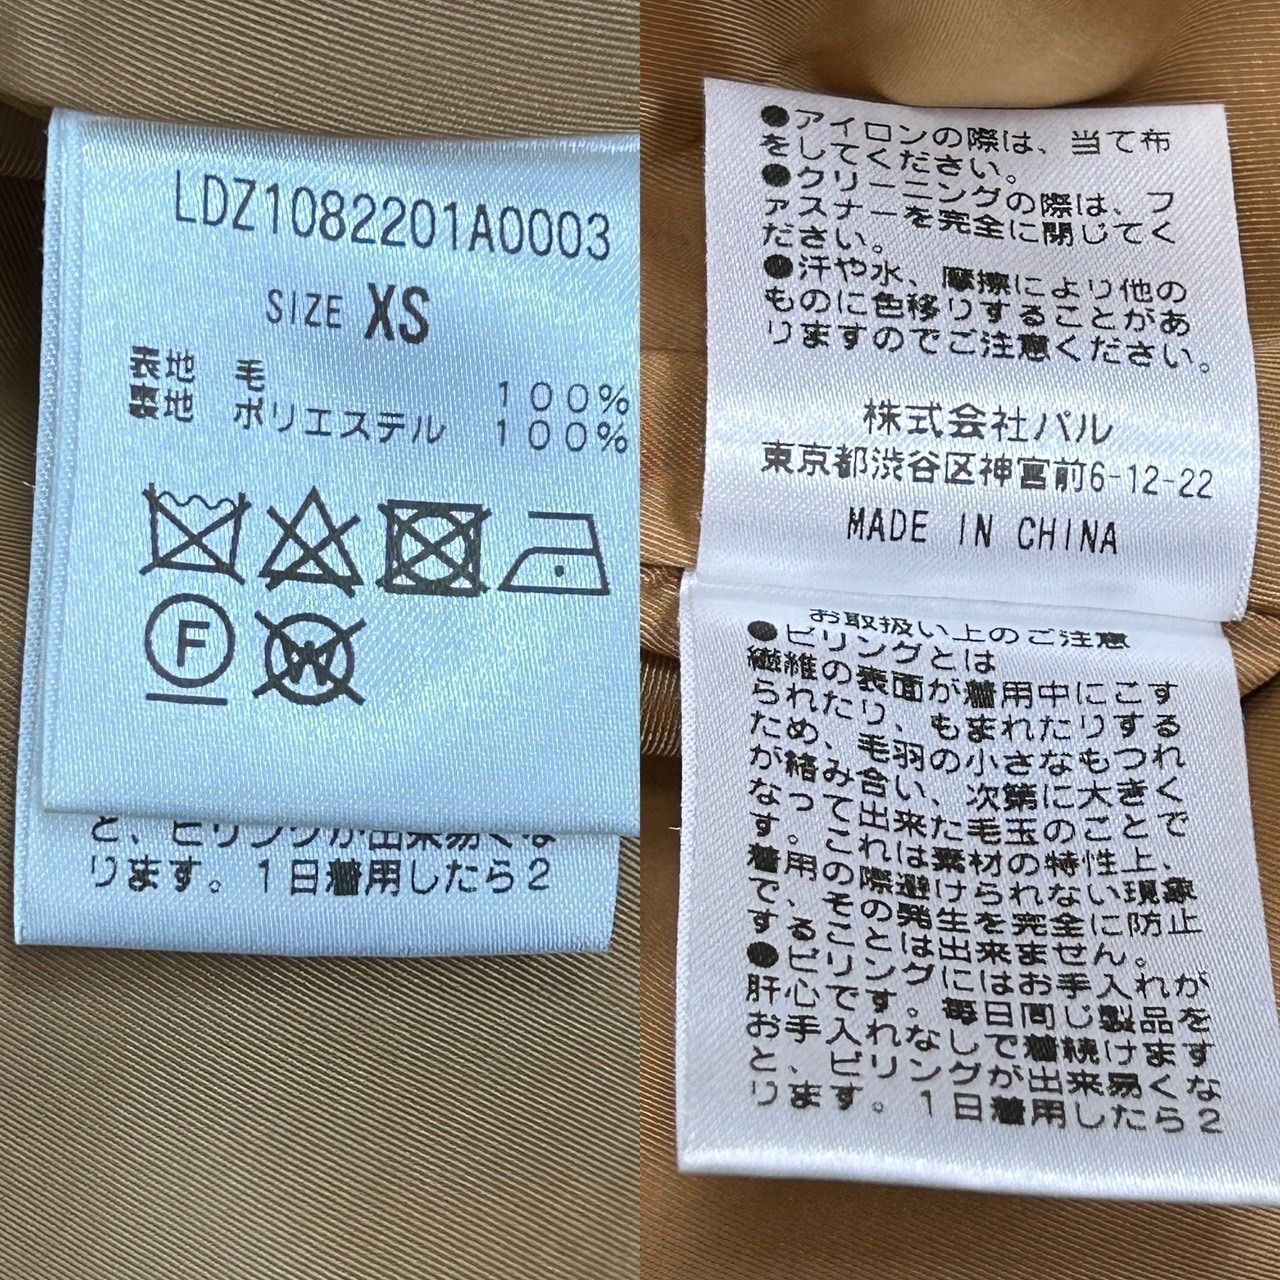 LDZ1082201A0003
SIZE XS
表地 毛 100%
裏地 ポリエステル 100%
F
W
と、ピリングが出来易くな
ります。1日着用したら2
●アイロンの際は、当て布
をしてください。
●クリーニングの際は、フ
ァスナーを完全に閉じてく
ださい。
●汗や水、摩擦により他の
ものに色移りすることがあ
りますのでご注意ください。
株式会社パル
東京都渋谷区神宮前6-12-22
MADE IN CHINA
お取扱い上のご注意
●ピリングとは
繊維の表面が着用中にこす
られたり、もまれたりする
ため、毛羽の小さなもつれ
が絡み合い、次第に大きく
なって出来た毛玉のことで
す。これは素材の特性上、
着用の際避けられない現象
で、その発生を完全に防止
することは出来ません。
●ピリングにはお手入れが
肝心です。毎日同じ製品を
お手入れなしで着続けます
と、ピリングが出来易くな
ります。1日着用したら2